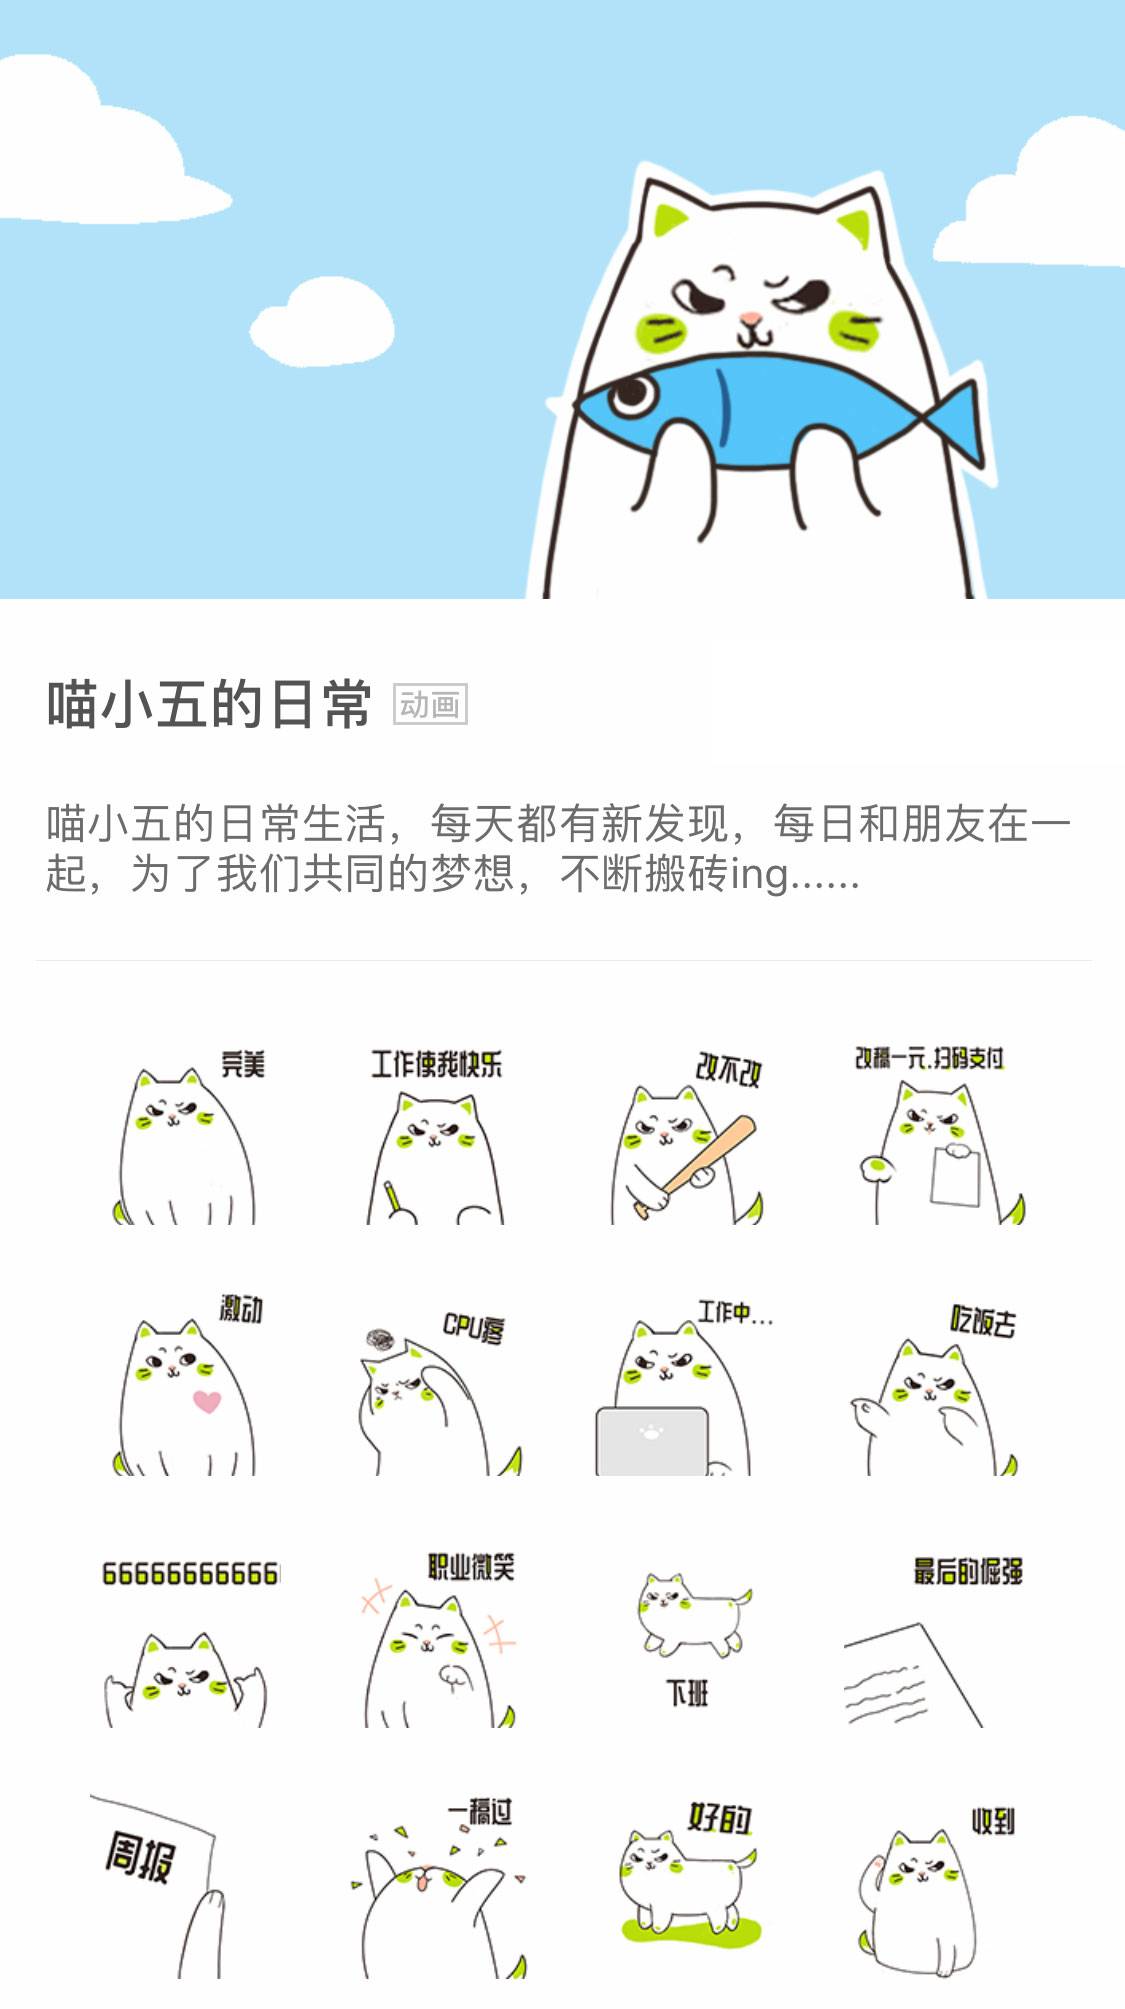 喵小五的日常 动画
喵小五的日常生活，每天都有新发现，每日和朋友在一
起，为了我们共同的梦想，不断搬砖ing......
完美
工作使我快乐
改不改
改稿一元.扫码支付
激动
CPU疼
工作中...
吃饭去
66666666666
职业微笑
下班
最后的倔强
周报
一稿过
好的
收到